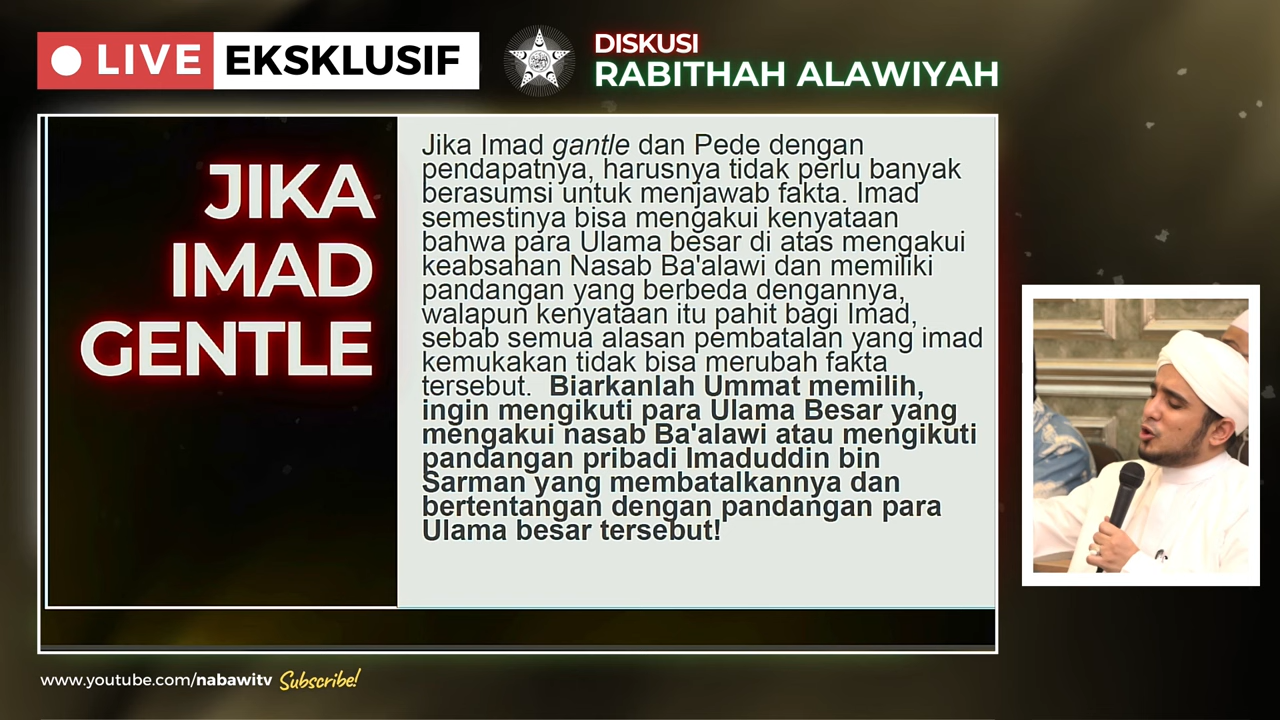 LIVE EKSKLUSIF
DISKUSI
RABITHAH ALAWIYAH
JIKA
IMAD
GENTLE
Jika Imad gantle dan Pede dengan
pendapatnya, harusnya tidak perlu banyak
berasumsi untuk menjawab fakta. Imad
semestinya bisa mengakui kenyataan
bahwa para Ulama besar di atas mengakui
keabsahan Nasab Ba'alawi dan memiliki
pandangan yang berbeda dengannya,
walapun kenyataan itu pahit bagi Imad,
sebab semua alasan pembatalan yang imad
kemukakan tidak bisa merubah fakta
tersebut. Biarkanlah Ummat memilih,
ingin mengikuti para Ulama Besar yang
mengakui nasab Ba'alawi atau mengikuti
pandangan pribadi Imaduddin bin
Sarman yang membatalkannya dan
bertentangan dengan pandangan para
Ulama besar tersebut!
www.youtube.com/nabawitv Subscribe!